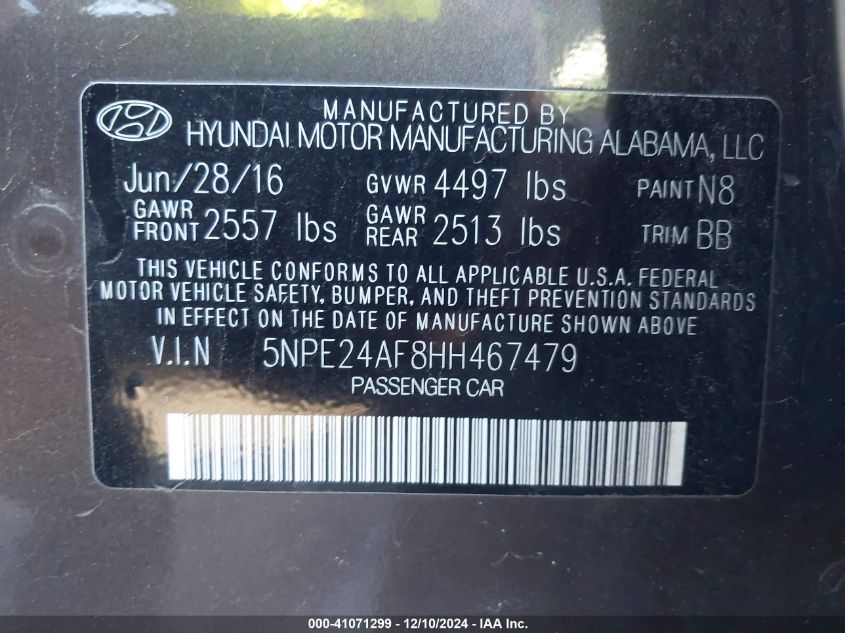 MANUFACTURED BY
HYUNDAI MOTOR MANUFACTURING ALABAMA, LLC
Jun/28/16 GVWR 4497 lbs PAINT N8
GAWR FRONT 2557 lbs GAWR REAR 2513 lbs TRIM BB
THIS VEHICLE CONFORMS TO ALL APPLICABLE U.S.A. FEDERAL
MOTOR VEHICLE SAFETY, BUMPER, AND THEFT PREVENTION STANDARDS
IN EFFECT ON THE DATE OF MANUFACTURE SHOWN ABOVE
V.I.N 5NPE24AF8HH467479
PASSENGER CAR
000-41071299 - 12/10/2024 - IAA Inc.